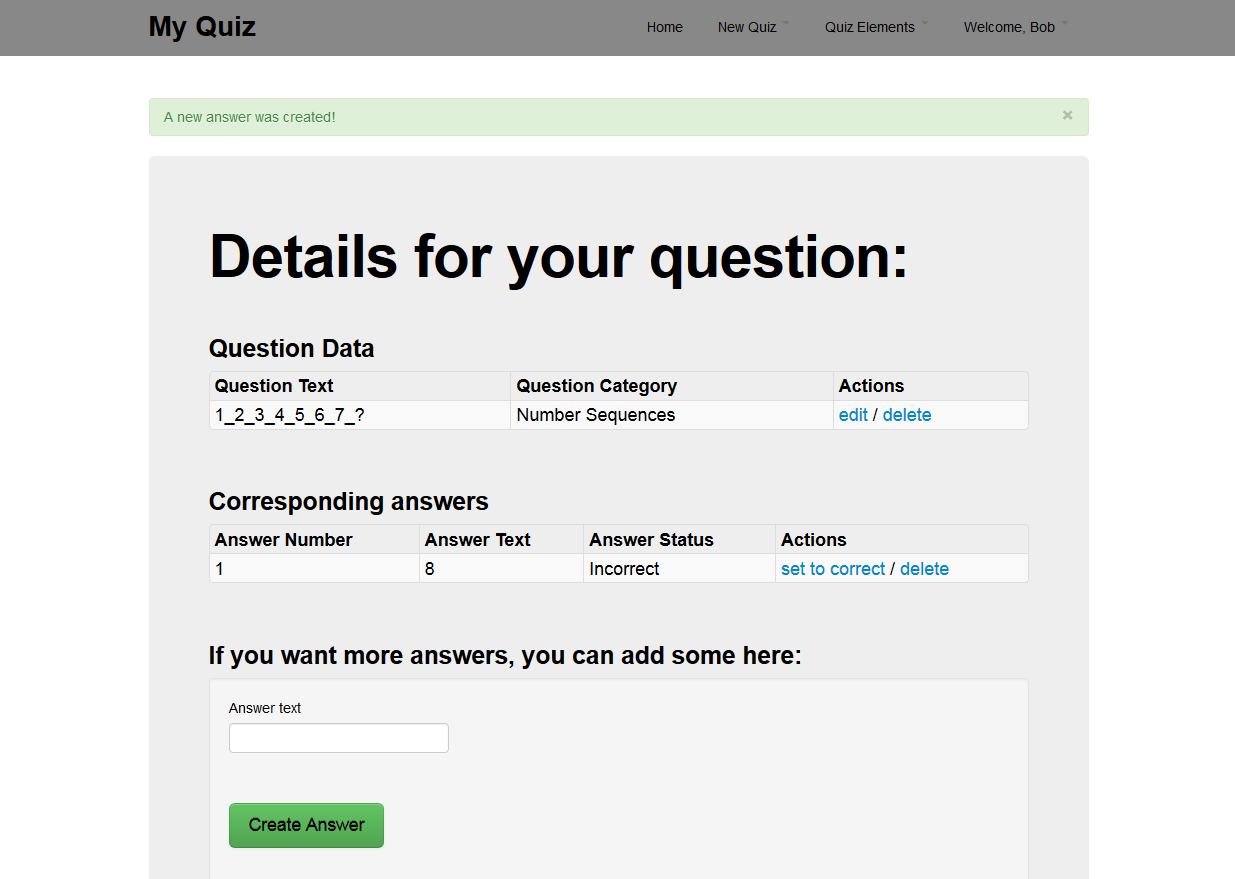 My Quiz Home New Quiz Quiz Elements Welcome, Bob
A new answer was created! ×
Details for your question:
Question Data
Question Text Question Category Actions
1_2_3_4_5_6_7_? Number Sequences edit / delete
Corresponding answers
Answer Number Answer Text Answer Status Actions
1 8 Incorrect set to correct / delete
If you want more answers, you can add some here:
Answer text
Create Answer